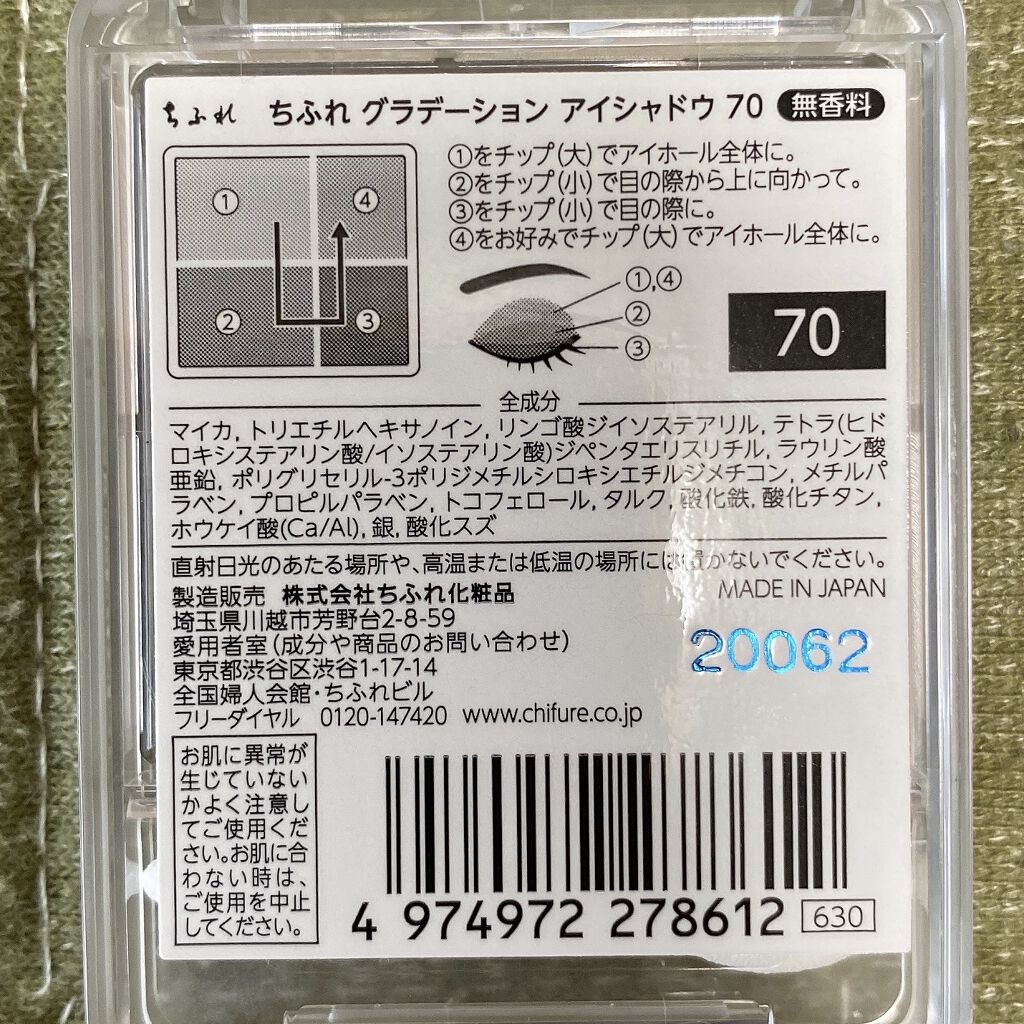 ちふれ ちふれ グラデーション アイシャドウ 70 無香料
①をチップ(大)でアイホール全体に。
②をチップ(小)で目の際から上に向かって。
③をチップ(小)で目の際に。
④をお好みでチップ(大)でアイホール全体に。
① ④
② ③
①,④
②
③
70
全成分
マイカ, トリエチルヘキサノイン, リンゴ酸ジイソステアリル, テトラ(ヒド
ロキシステアリン酸/イソステアリン酸)ジペンタエリスリチル, ラウリン酸
亜鉛, ポリグリセリル-3ポリジメチルシロキシエチルジメチコン, メチルパ
ラベン, プロピルパラベン, トコフェロール, タルク, 酸化鉄, 酸化チタン,
ホウケイ酸(Ca/Al), 銀, 酸化スズ
直射日光のあたる場所や、高温または低温の場所には置かないでください。
製造販売 株式会社ちふれ化粧品 MADE IN JAPAN
埼玉県川越市芳野台2-8-59
愛用者室(成分や商品のお問い合わせ)
東京都渋谷区渋谷1-17-14
全国婦人会館・ちふれビル
フリーダイヤル 0120-147420 www.chifure.co.jp
20062
お肌に異常が
生じていない
かよく注意し
てご使用くだ
さい。お肌に合
わない時は、
ご使用を中止
してください。
4 974972 278612 630